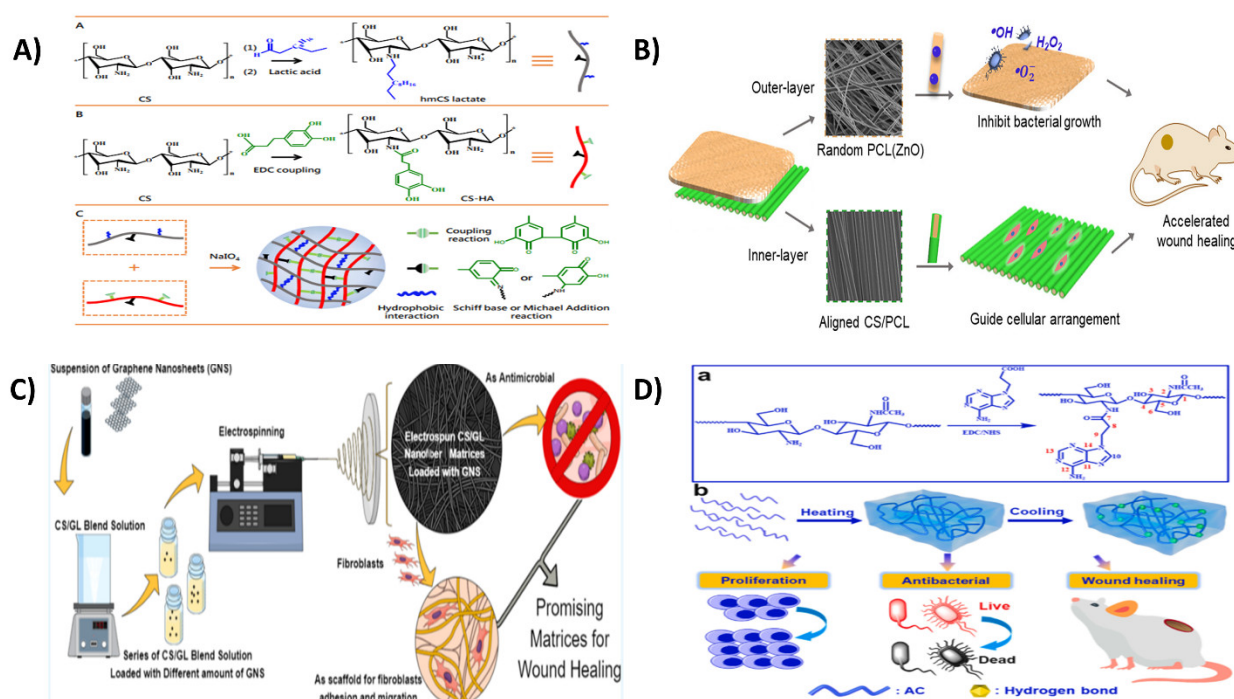 A)
A
CH₂OH
NH₂
CS
(1)
(2) Lactic acid
hmCS lactate
B
CS
EDC coupling
CS-HA
C
+
NaIO₄
Coupling
reaction
or
Hydrophobic
interaction
Schiff base or Michael Addition
reaction
B)
Outer-layer
Random PCL(ZnO)
•OH
H₂O₂
•O₂⁻
Inhibit bacterial growth
Inner-layer
Aligned CS/PCL
Guide cellular arrangement
Accelerated
wound healing
C)
Suspension of Graphene Nanosheets (GNS)
Electrospinning
CS/GL Blend Solution
Series of CS/GL Blend Solution
Loaded with Different amount of GNS
Electrospun CS/GL
Nanofiber Matrices
Loaded with GNS
As Antimicrobial
Fibroblasts
Promising
Matrices for
Wound Healing
As scaffold for fibroblasts
adhesion and migration
D)
a
COOH
NH₂
EDC/NHS
NHCCH₃
b
Heating
Cooling
Proliferation
Antibacterial
Wound healing
Live
Dead
: AC
: Hydrogen bond